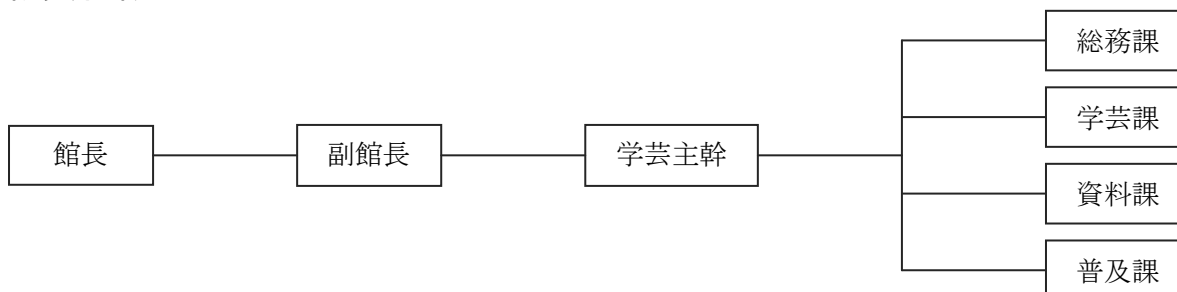 総務課
学芸課
館長 副館長 学芸主幹
資料課
普及課